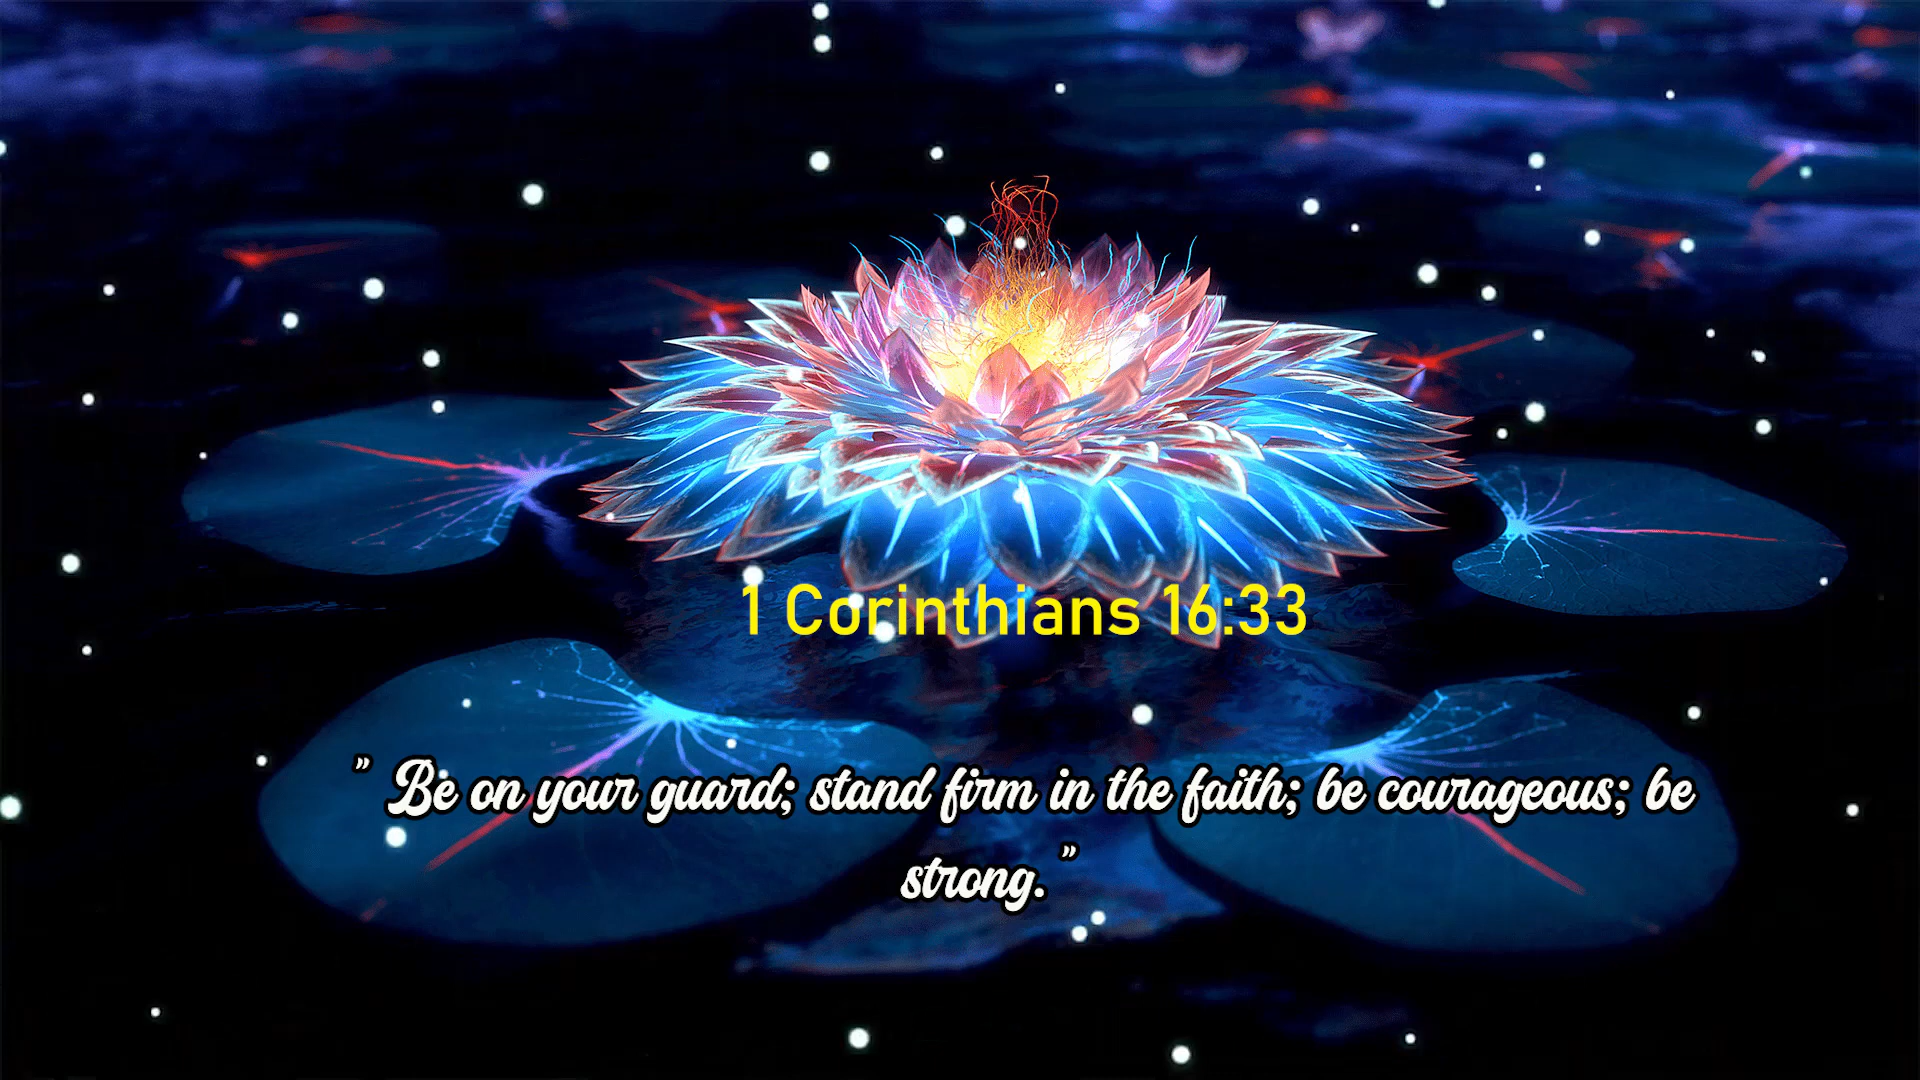 1 Corinthians 16:33
" Be on your guard; stand firm in the faith; be courageous; be
strong."